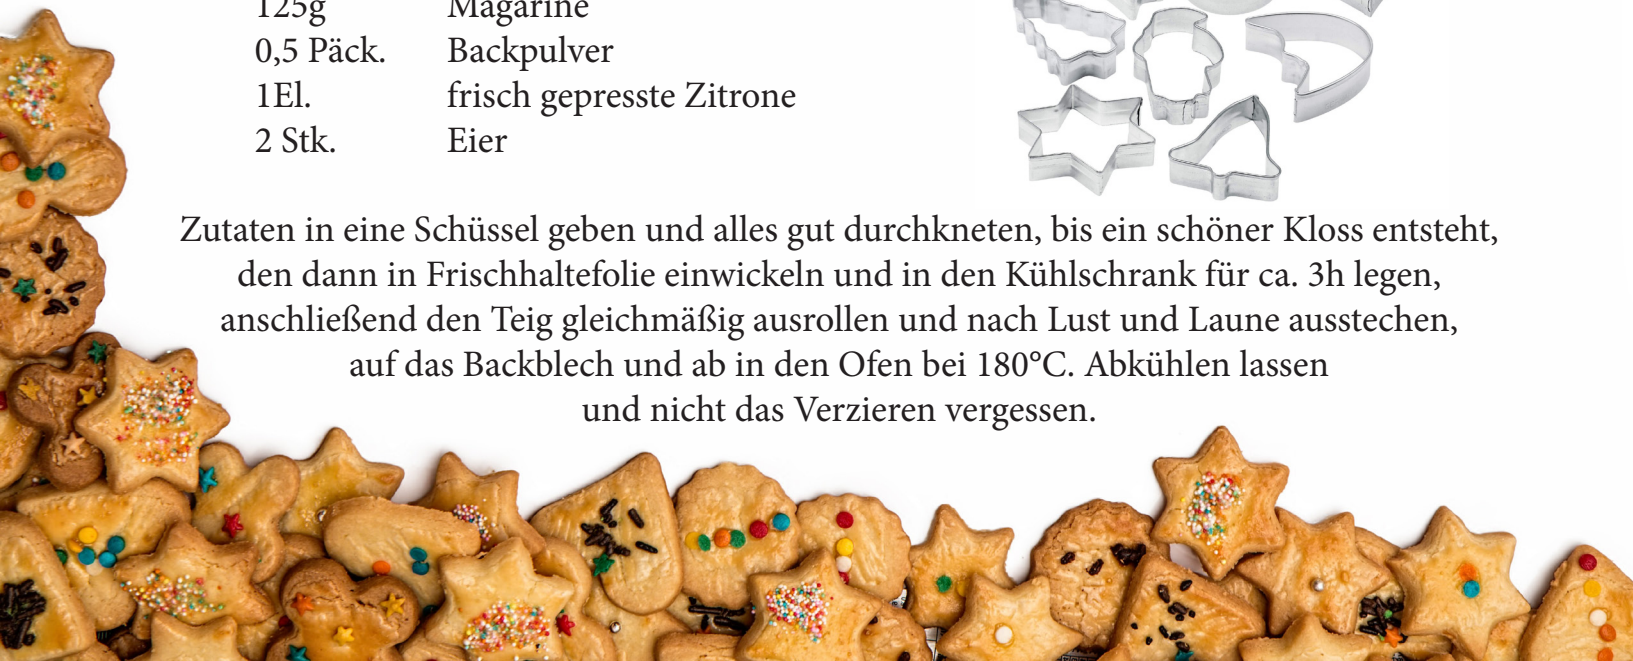 125g Magarine
0,5 Päck. Backpulver
1El. frisch gepresste Zitrone
2 Stk. Eier
Zutaten in eine Schüssel geben und alles gut durchkneten, bis ein schöner Kloss entsteht,
den dann in Frischhaltefolie einwickeln und in den Kühlschrank für ca. 3h legen,
anschließend den Teig gleichmäßig ausrollen und nach Lust und Laune ausstechen,
auf das Backblech und ab in den Ofen bei 180°C. Abkühlen lassen
und nicht das Verzieren vergessen.